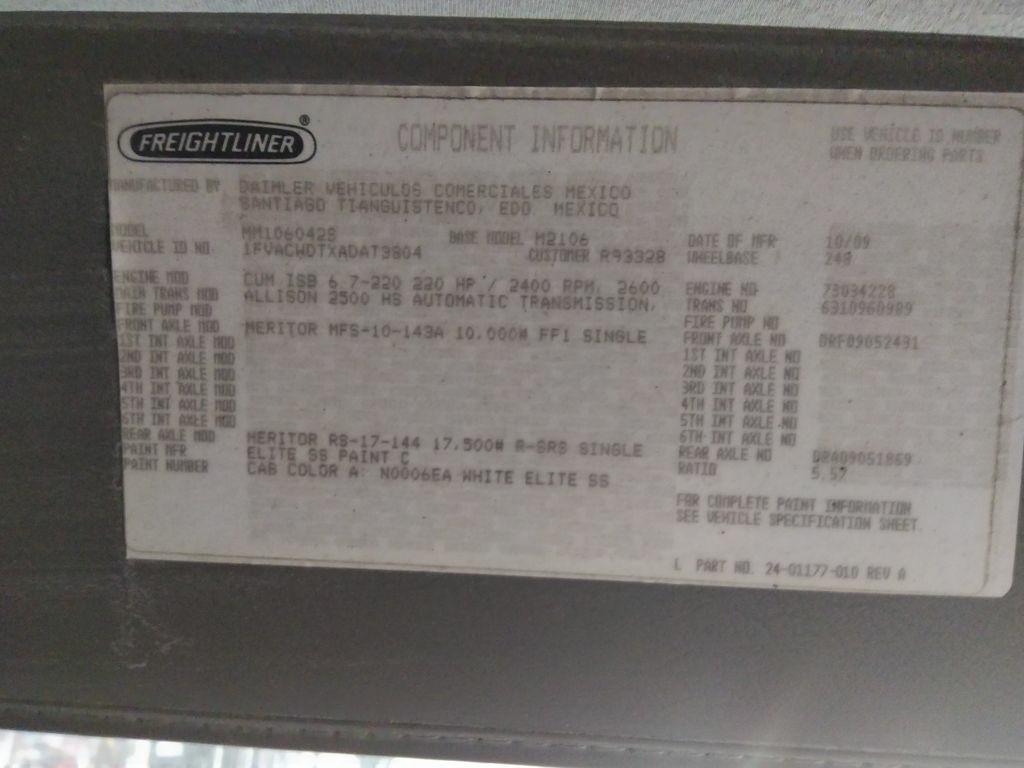 FREIGHTLINER®
COMPONENT INFORMATION
USE VEHICLE ID NUMBER
WHEN ORDERING PARTS
MANUFACTURED BY DAIMLER VEHICULOS COMERCIALES MEXICO
SANTIAGO TIANGUISTENCO, EDO. MEXICO
MODEL MM106042S BASE MODEL M2106 DATE OF MFR 10/09
VEHICLE ID NO 1FVACWDTXADAT3804 CUSTOMER R93328 WHEELBASE 248
ENGINE MOD CUM ISB 6.7-220 220 HP / 2400 RPM, 2600 ENGINE NO 73034228
MAIN TRANS MOD ALLISON 2500 HS AUTOMATIC TRANSMISSION, TRANS NO 6310960989
FIRE PUMP MOD FIRE PUMP NO
FRONT AXLE MOD MERITOR MFS-10-143A 10,000# FF1 SINGLE FRONT AXLE NO DRF09052431
1ST INT AXLE MOD 1ST INT AXLE NO
2ND INT AXLE MOD 2ND INT AXLE NO
3RD INT AXLE MOD 3RD INT AXLE NO
4TH INT AXLE MOD 4TH INT AXLE NO
5TH INT AXLE MOD 5TH INT AXLE NO
6TH INT AXLE MOD 6TH INT AXLE NO
REAR AXLE MOD MERITOR RS-17-144 17,500# R-SRS SINGLE REAR AXLE NO DRA09051869
PAINT MFR ELITE SS PAINT C RATIO 5.57
PAINT NUMBER CAB COLOR A: N0006EA WHITE ELITE SS
FOR COMPLETE PAINT INFORMATION
SEE VEHICLE SPECIFICATION SHEET.
L PART NO. 24-01177-010 REV A